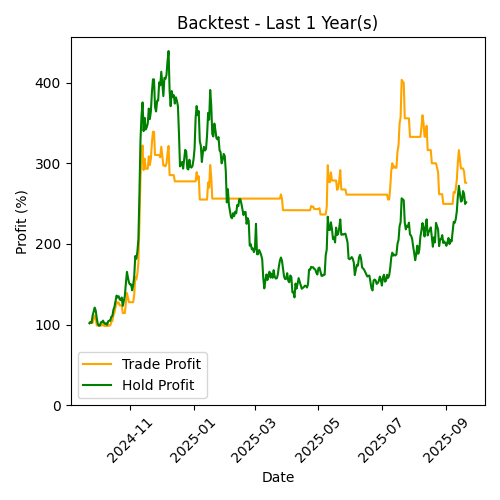 Backtest - Last 1 Year(s)
Profit (%)
400
300
200
100
0
Trade Profit
Hold Profit
2024-11
2025-01
2025-03
2025-05
2025-07
2025-09
Date